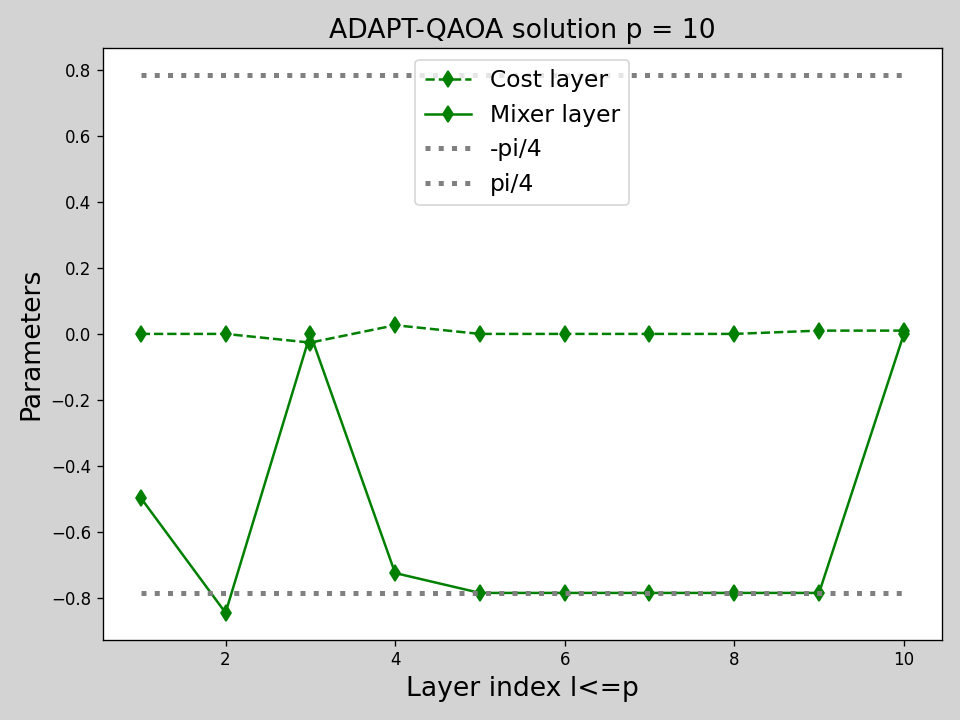 ADAPT-QAOA solution p = 10
Parameters
0.8
0.6
0.4
0.2
0.0
−0.2
−0.4
−0.6
−0.8
Cost layer
Mixer layer
-pi/4
pi/4
2 4 6 8 10
Layer index l<=p